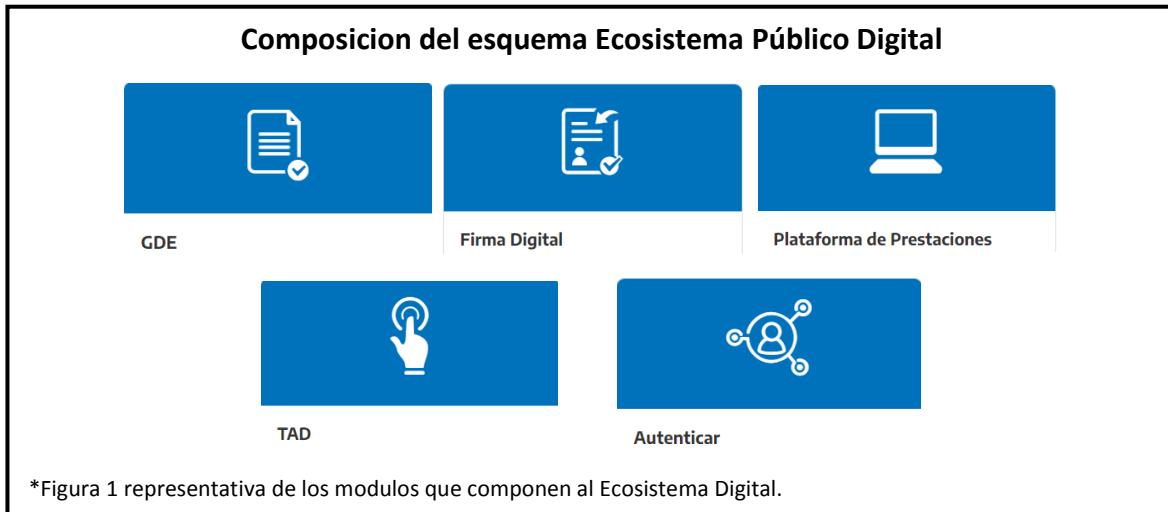 Composicion del esquema Ecosistema Público Digital
GDE
Firma Digital
Plataforma de Prestaciones
TAD
Autenticar
*Figura 1 representativa de los modulos que componen al Ecosistema Digital.